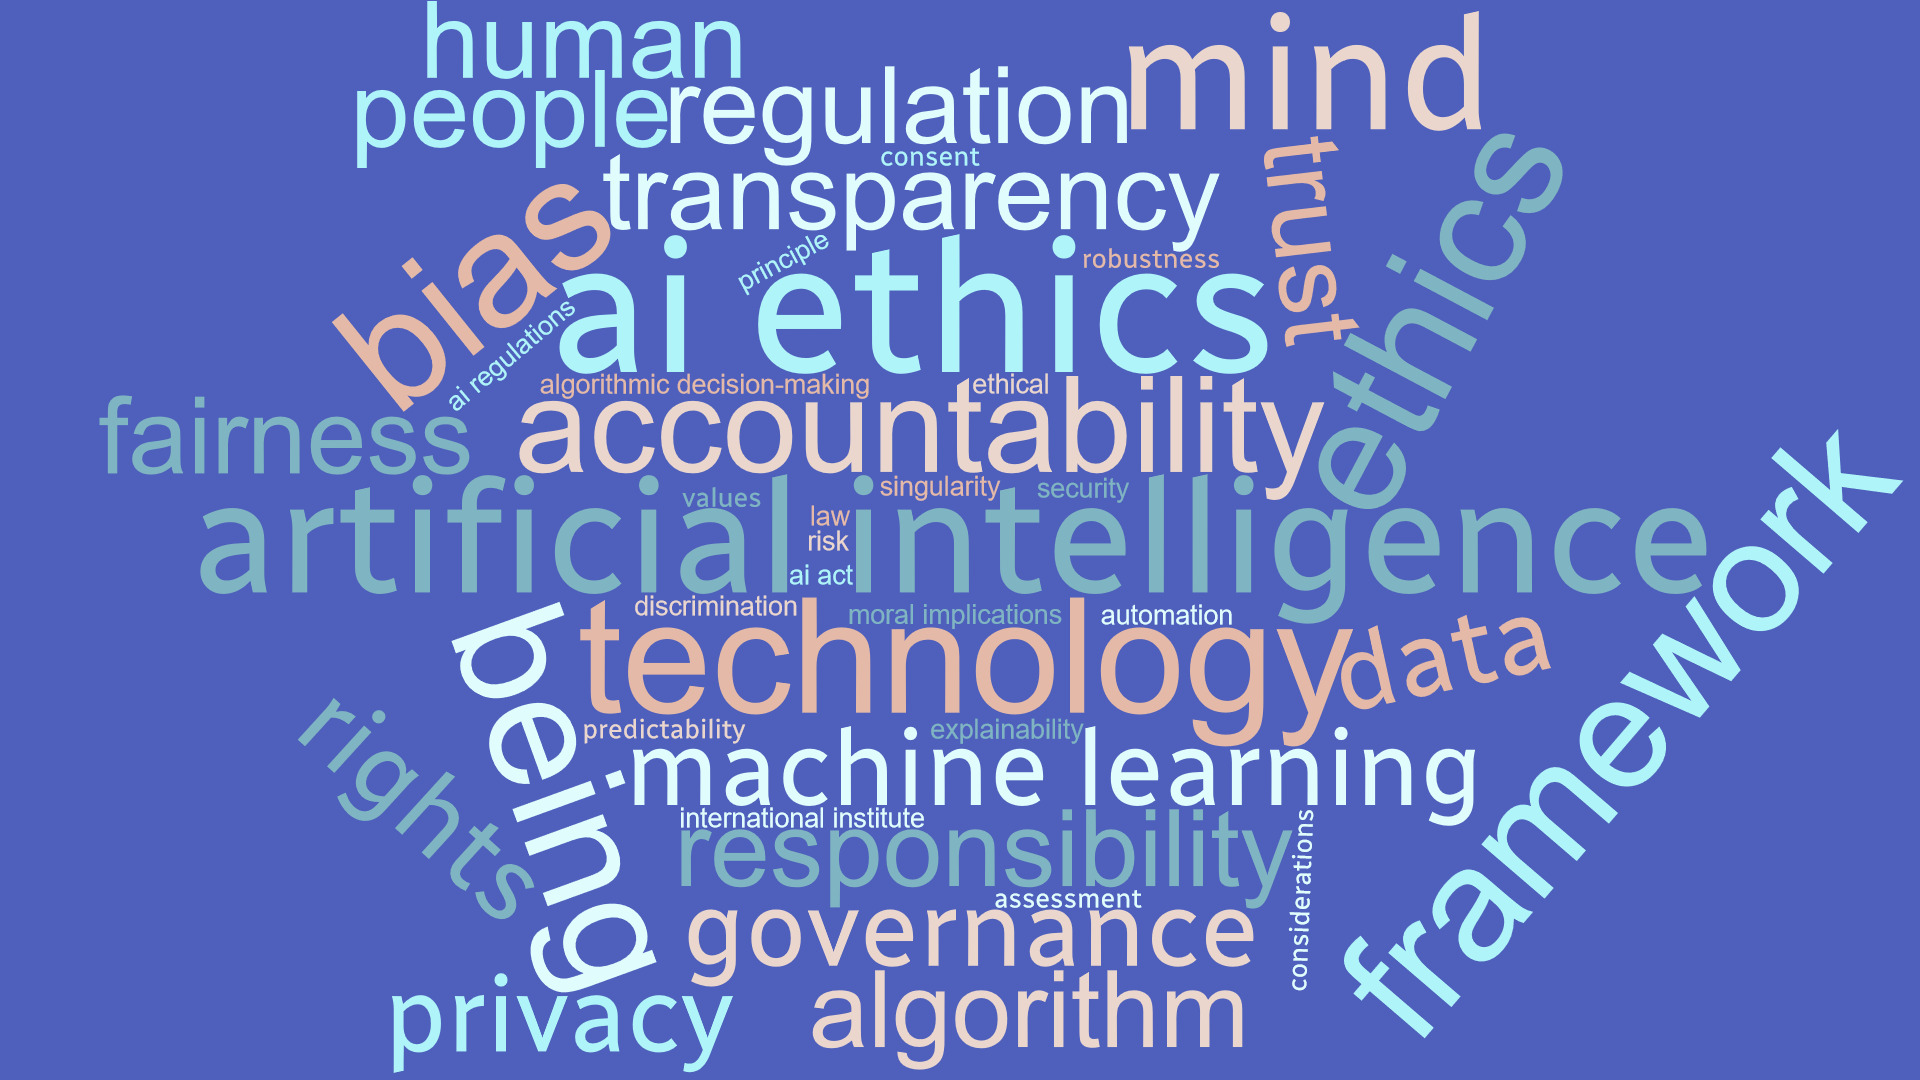 human
mind
people
regulation
consent
trust
transparency
ethics
bias
principle
robustness
ai ethics
ai regulations
algorithmic decision-making
ethical
accountability
fairness
framework
values
singularity
security
artificial intelligence
law
risk
ai act
discrimination
moral implications
automation
being
technology
data
rights
predictability
explainability
machine learning
international institute
responsibility
considerations
assessment
governance
privacy
algorithm